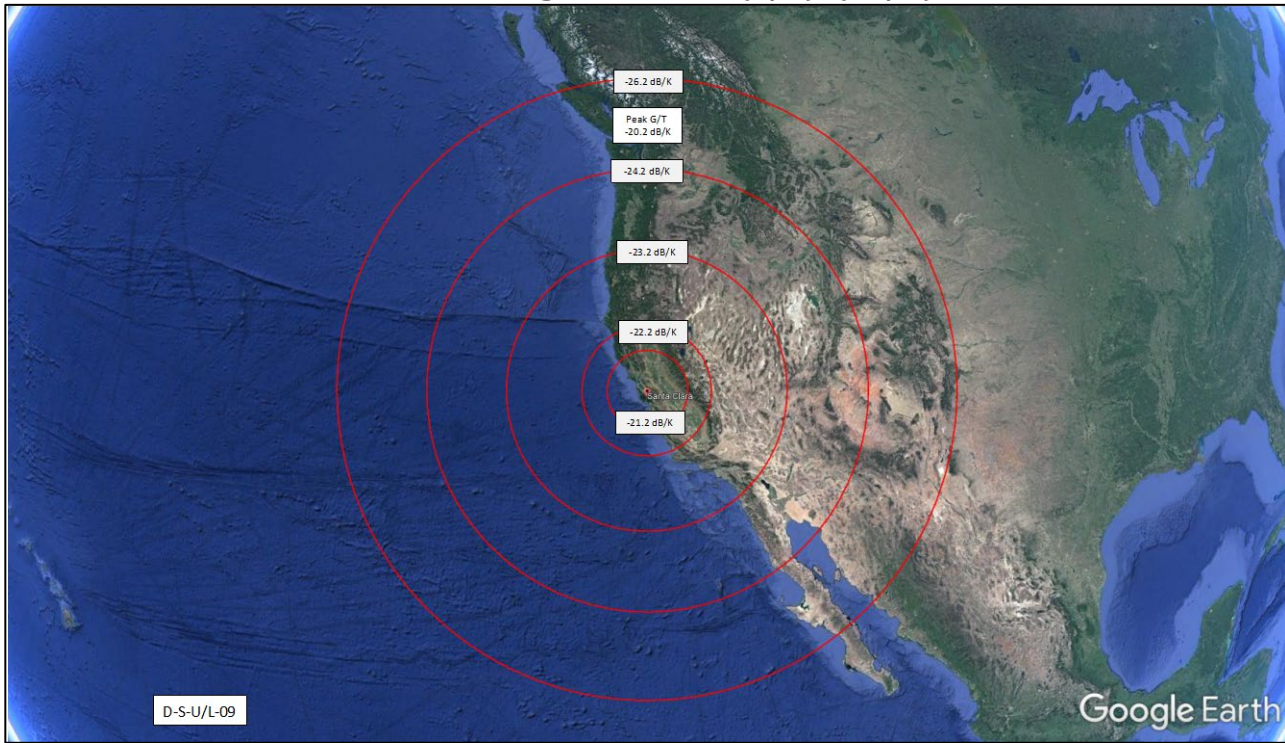 -26.2 dB/K
Peak G/T
-20.2 dB/K
-24.2 dB/K
-23.2 dB/K
-22.2 dB/K
Santa Clara
-21.2 dB/K
D-S-U/L-09
Google Earth